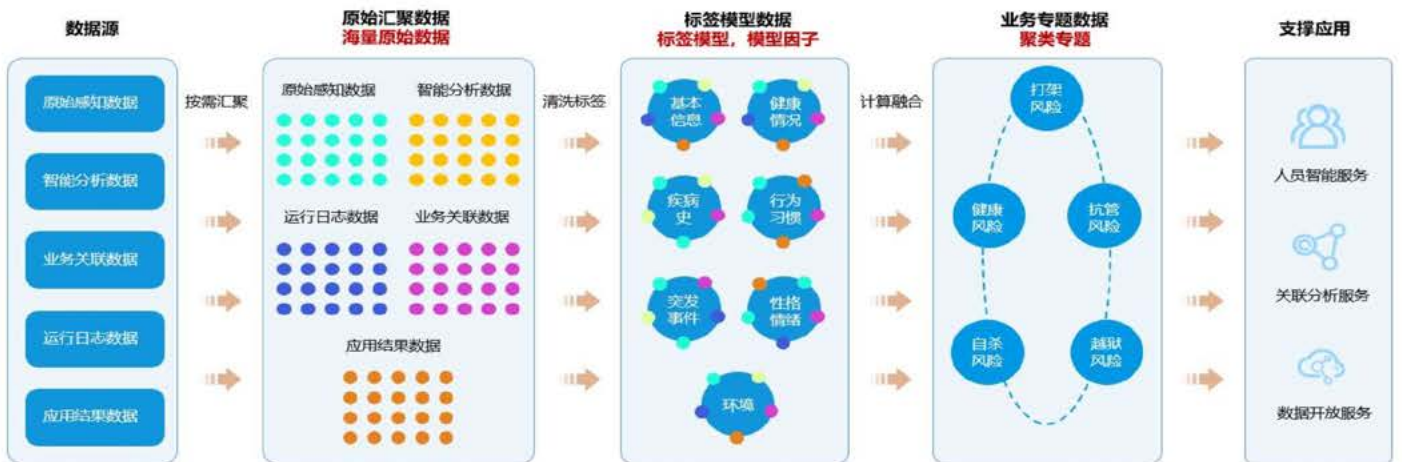 数据源
原始感知数据
智能分析数据
业务关联数据
运行日志数据
应用结果数据
按需汇聚
原始汇聚数据
海量原始数据
原始感知数据
智能分析数据
运行日志数据
业务关联数据
应用结果数据
清洗标签
标签模型数据
标签模型，模型因子
基本
信息
健康
情况
疾病
史
行为
习惯
突发
事件
性格
情绪
环境
计算融合
业务专题数据
聚类专题
打架
风险
健康
风险
抗管
风险
自杀
风险
越狱
风险
支撑应用
人员智能服务
关联分析服务
数据开放服务